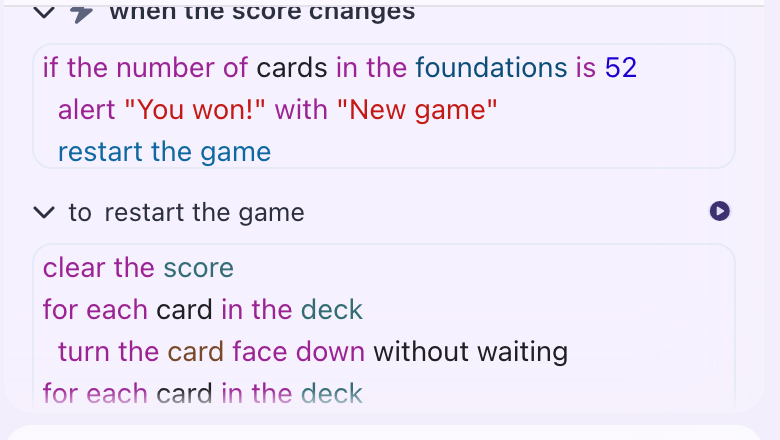 when the score changes
if the number of cards in the foundations is 52
alert "You won!" with "New game"
restart the game
to restart the game
clear the score
for each card in the deck
turn the card face down without waiting
for each card in the deck